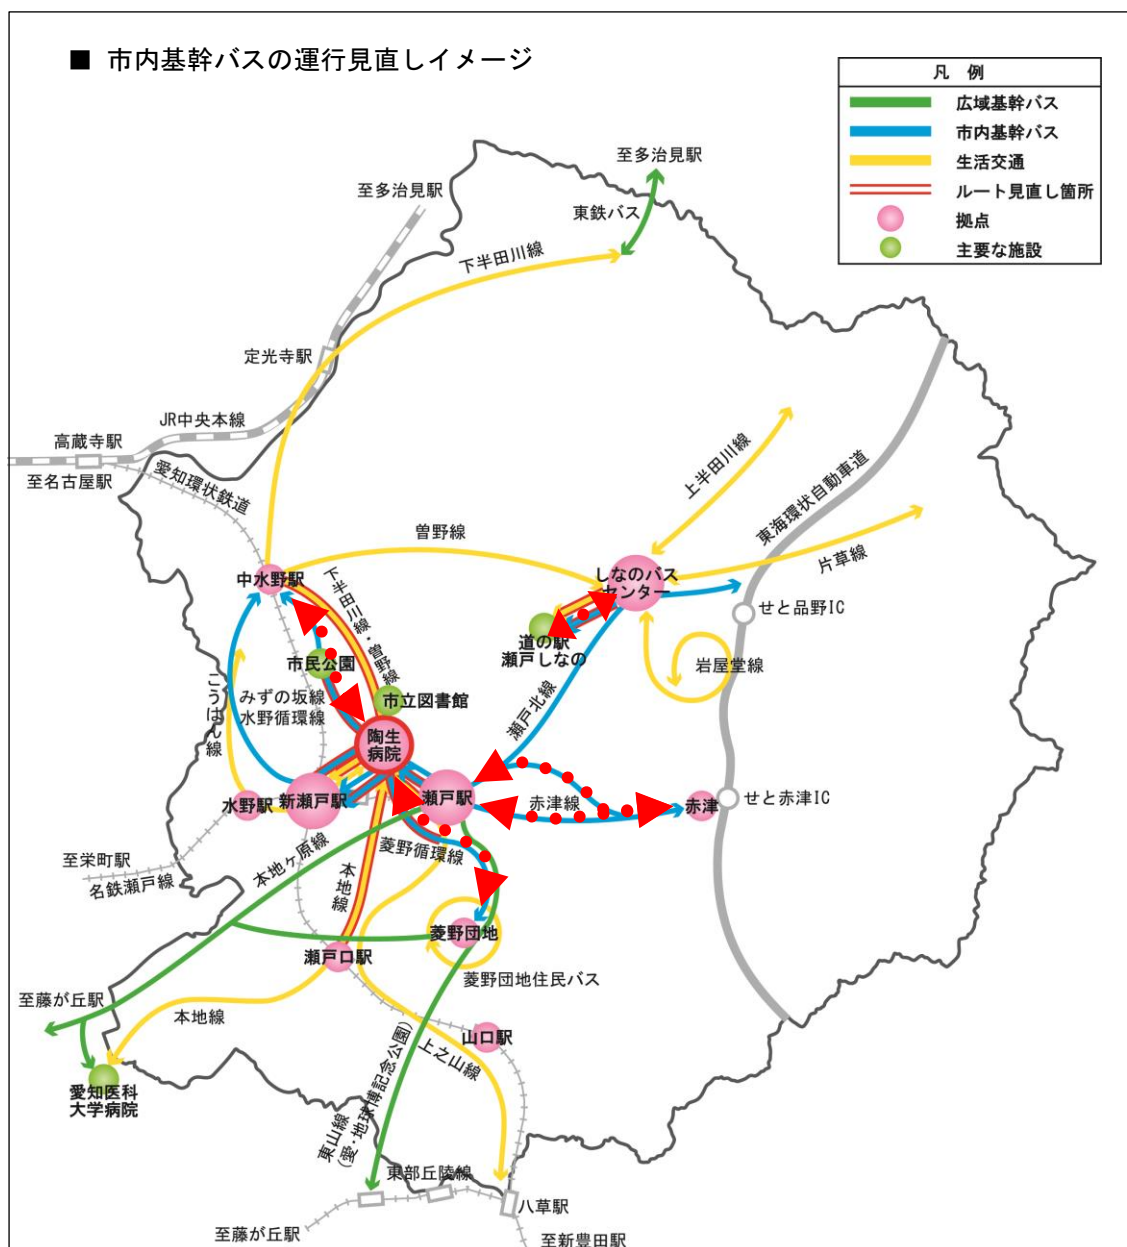 ■ 市内基幹バスの運行見直しイメージ
凡 例
広域基幹バス
市内基幹バス
生活交通
ルート見直し箇所
拠点
主要な施設
至多治見駅
至多治見駅
東鉄バス
下半田川線
定光寺駅
JR中央本線
高蔵寺駅
至名古屋駅
愛知環状鉄道
上半田川線
東海環状自動車道
曽野線
片草線
中水野駅
下半田川線・曽野線
しなのバス
センター
せと品野IC
道の駅
瀬戸しなの
岩屋堂線
市民公園
市立図書館
こうはん線
みずの坂線
水野循環線
瀬戸北線
陶生
病院
水野駅
新瀬戸駅
瀬戸駅
赤津線
赤津
せと赤津IC
至栄町駅
名鉄瀬戸線
本地ヶ原線
本地線
菱野循環線
菱野団地
瀬戸口駅
菱野団地住民バス
至藤が丘駅
本地線
山口駅
上之山線
愛知医科
大学病院
東山線
(愛・地球博記念公園)
東部丘陵線
八草駅
至藤が丘駅
至新豊田駅